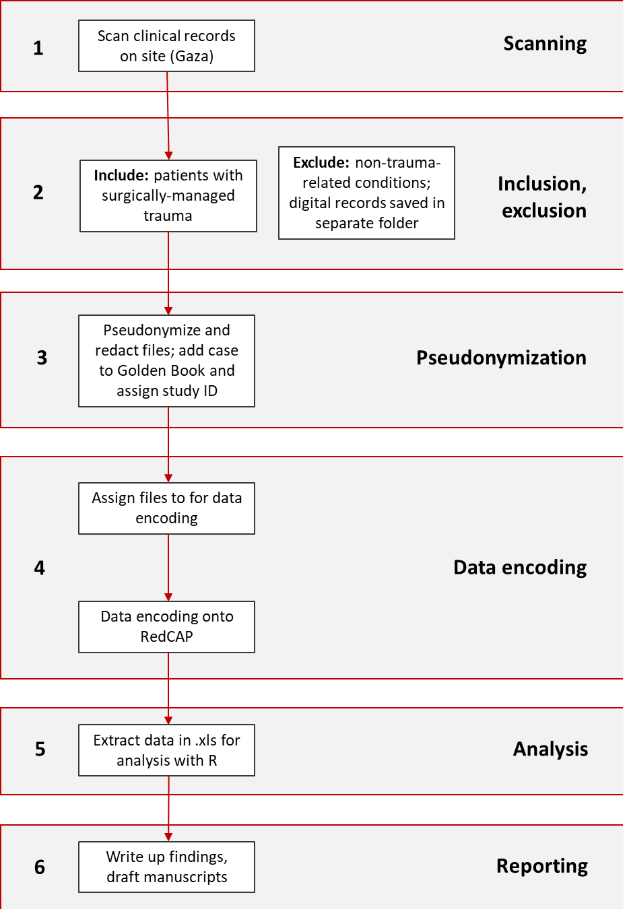 1
Scan clinical records
on site (Gaza)
Scanning
2
Include: patients with
surgically-managed
trauma
Exclude: non-trauma-
related conditions;
digital records saved in
separate folder
Inclusion,
exclusion
3
Pseudonymize and
redact files; add case
to Golden Book and
assign study ID
Pseudonymization
4
Assign files to for data
encoding
Data encoding onto
RedCAP
Data encoding
5
Extract data in .xls for
analysis with R
Analysis
6
Write up findings,
draft manuscripts
Reporting